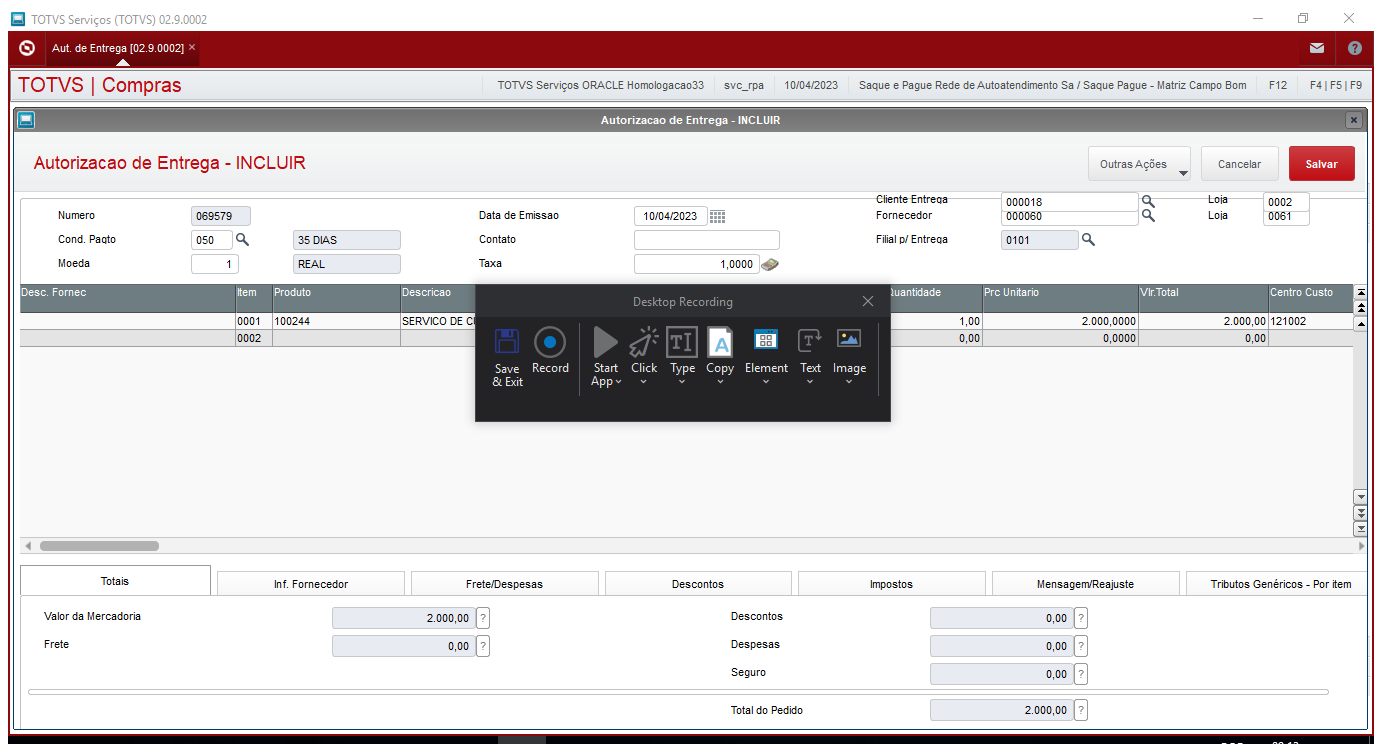 TOTVS Serviços (TOTVS) 02.9.0002
Aut. de Entrega [02.9.0002] ×
TOTVS | Compras
TOTVS Serviços ORACLE Homologacao33 svc_rpa 10/04/2023 Saque e Pague Rede de Autoatendimento Sa / Saque Pague - Matriz Campo Bom F12 F4 | F5 | F9
Autorizacao de Entrega - INCLUIR
Autorizacao de Entrega - INCLUIR
Outras Ações Cancelar Salvar
Cliente Entrega 000018 Loja 0002
Numero 069579 Data de Emissao 10/04/2023 Fornecedor 000060 Loja 0061
Cond. Pagto 050 35 DIAS Contato Filial p/ Entrega 0101
Moeda 1 REAL Taxa 1,0000
Desc. Fornec Item Produto Descricao Quantidade Prc Unitario Vlr.Total Centro Custo
0001 100244 SERVICO DE 1,00 2.000,0000 2.000,00 121002
0002 0,00 0,0000 0,00
Desktop Recording
Save & Exit
Record
Start App
Click
Type
Copy
Element
Text
Image
Totais Inf. Fornecedor Frete/Despesas Descontos Impostos Mensagem/Reajuste Tributos Genéricos - Por item
Valor da Mercadoria 2.000,00 ? Descontos 0,00 ?
Frete 0,00 ? Despesas 0,00 ?
Seguro 0,00 ?
Total do Pedido 2.000,00 ?